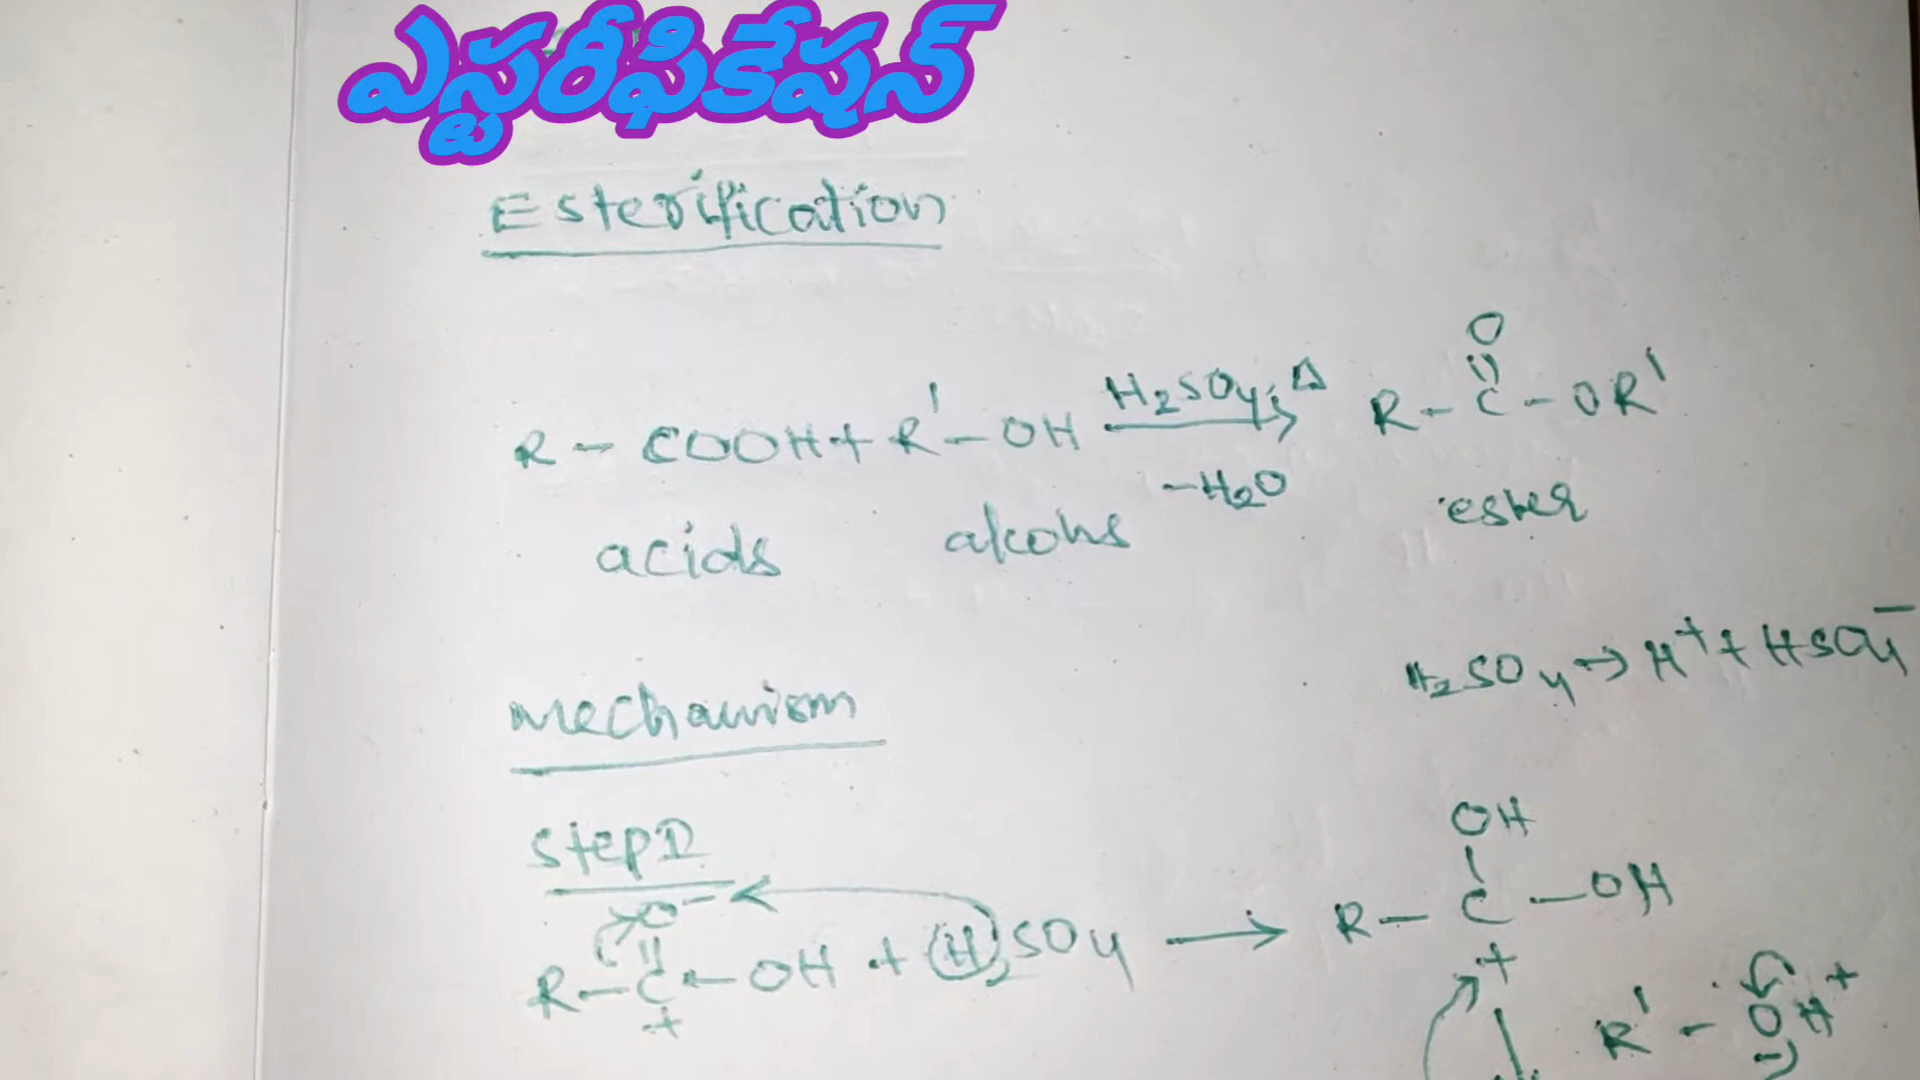 ఎస్టరీఫికేషన్
Esterification
R - COOH + R' - OH H2SO4, Δ -H2O R - C - OR'
O
acids alcohs ester
H2SO4 → H+ + HSO4-
Mechanism
Step I
O-
R - C - OH + H2SO4 → R - C - OH
+
OH
+
R' - OH+